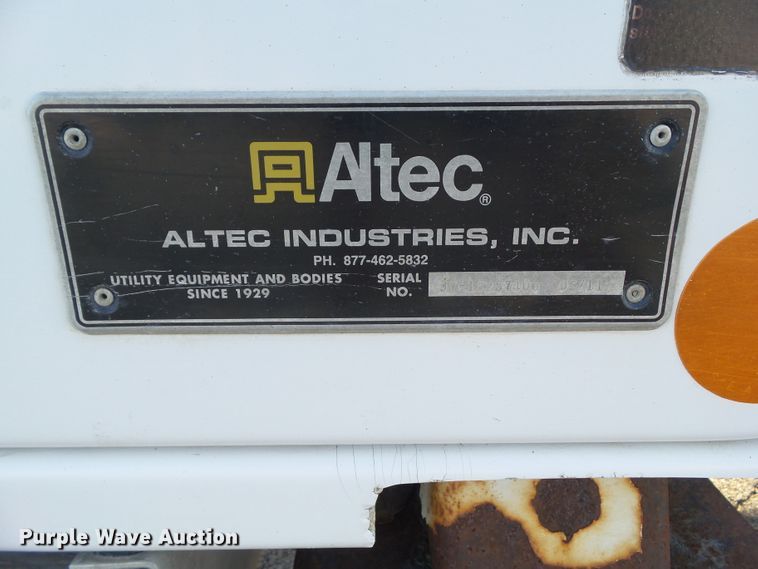 Altec®
ALTEC INDUSTRIES, INC.
PH. 877-462-5832
UTILITY EQUIPMENT AND BODIES SERIAL
SINCE 1929 NO.
Purple Wave Auction